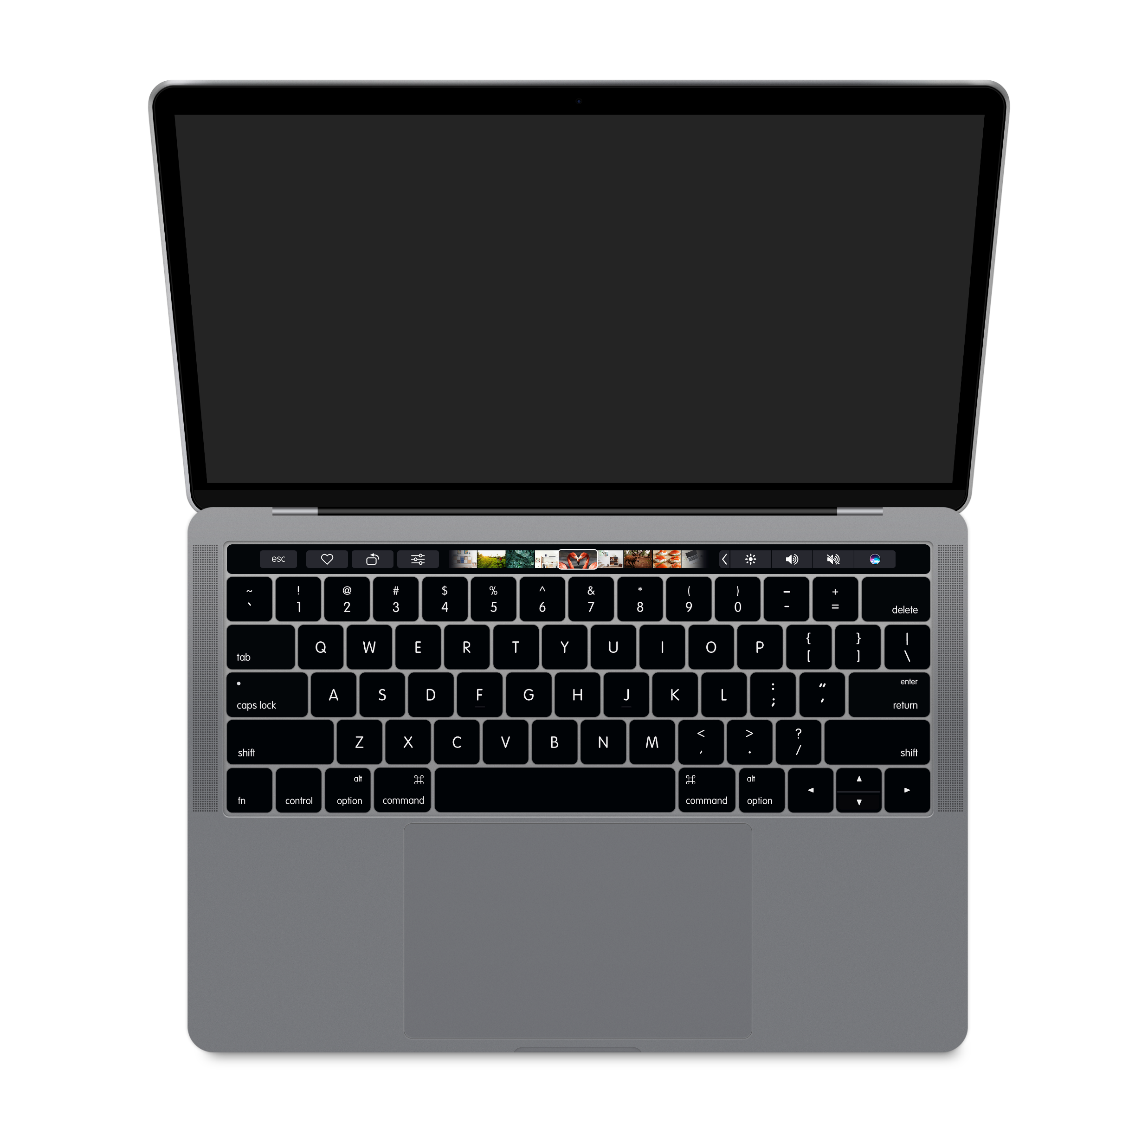 esc
~ ! @ # $ % ^ & * ( ) – +
` 1 2 3 4 5 6 7 8 9 0 - = delete
tab Q W E R T Y U I O P { [ } ] | \
caps lock A S D F G H J K L : ; “ ‘ enter return
shift Z X C V B N M < , > . ? / shift
alt ⌘ ⌘ alt
fn control option command command option